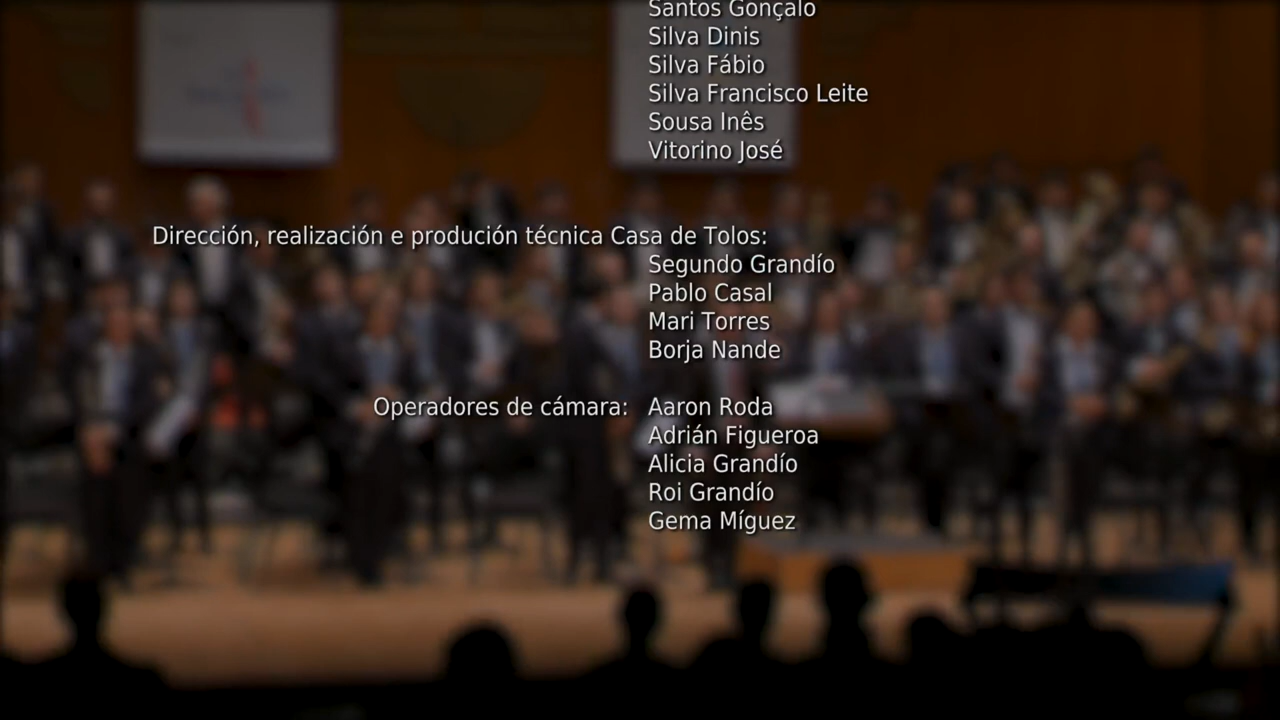 Santos Gonçalo
Silva Dinis
Silva Fábio
Silva Francisco Leite
Sousa Inês
Vitorino José
Dirección, realización e produción técnica Casa de Tolos:
Segundo Grandío
Pablo Casal
Mari Torres
Borja Nande
Operadores de cámara: Aaron Roda
Adrián Figueroa
Alicia Grandío
Roi Grandío
Gema Míguez